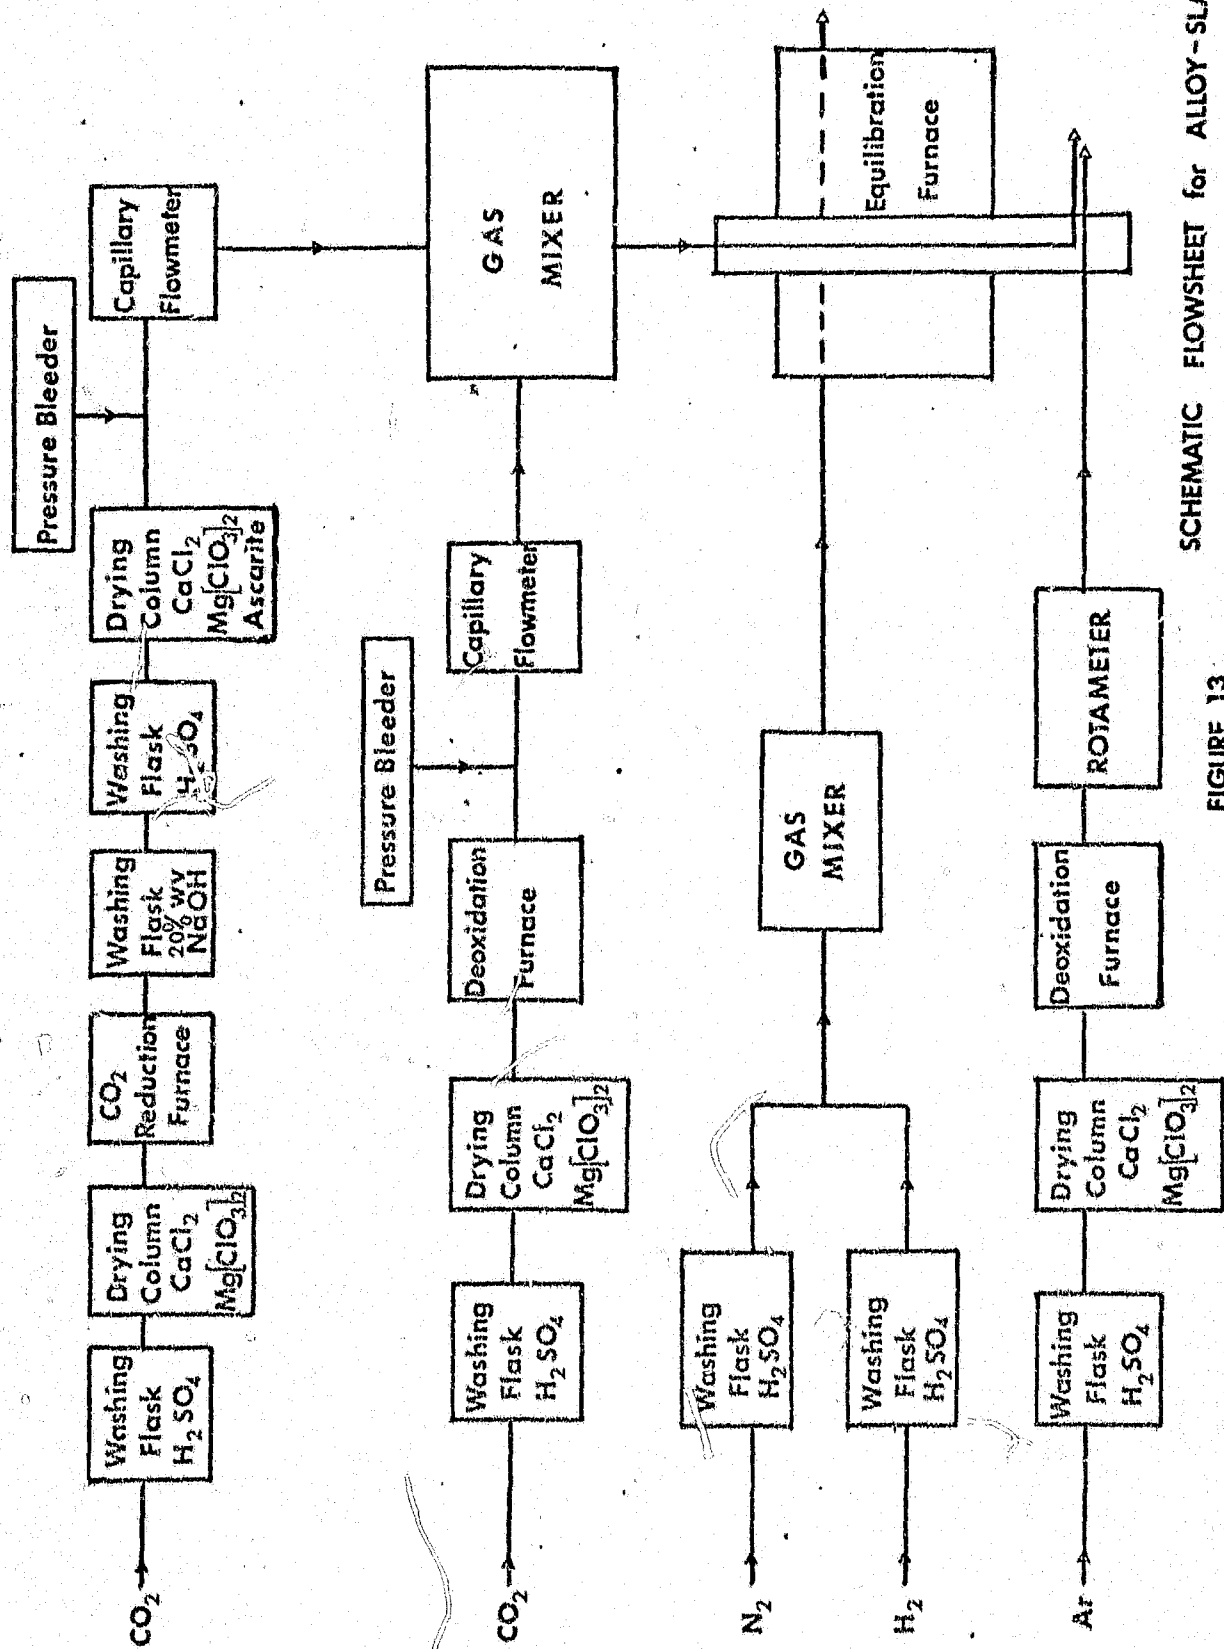 CO2
Washing
Flask
H2SO4
Drying
Column
CaCl2
Mg[ClO3]2
CO2
Reduction
Furnace
Washing
Flask
20% wv
NaOH
Washing
Flask
H2SO4
Drying
Column
CaCl2
Mg[ClO3]2
Ascarite
Pressure Bleeder
Capillary
Flowmeter
CO2
Washing
Flask
H2SO4
Drying
Column
CaCl2
Mg[ClO3]2
Deoxidation
Furnace
Pressure Bleeder
Capillary
Flowmeter
GAS
MIXER
N2
Washing
Flask
H2SO4
H2
Washing
Flask
H2SO4
GAS
MIXER
Equilibration
Furnace
Ar
Washing
Flask
H2SO4
Drying
Column
CaCl2
Mg[ClO3]2
Deoxidation
Furnace
ROTAMETER
SCHEMATIC FLOWSHEET for ALLOY-SLA
FIGURE 13